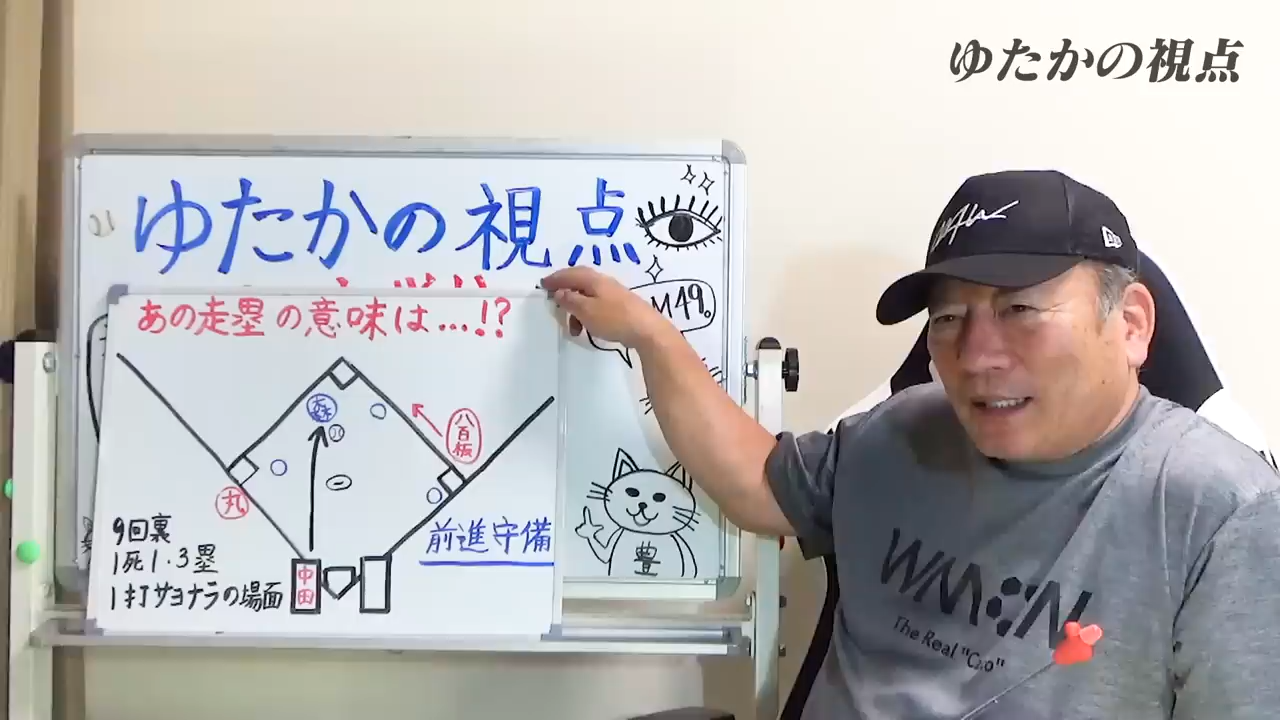 ゆたかの視点
ゆたかの視点
M49。
あの走塁の意味は…!?
八百板
丸
9回裏
1死1・3塁
1打サヨナラの場面
前進守備
中田
豊
The Real